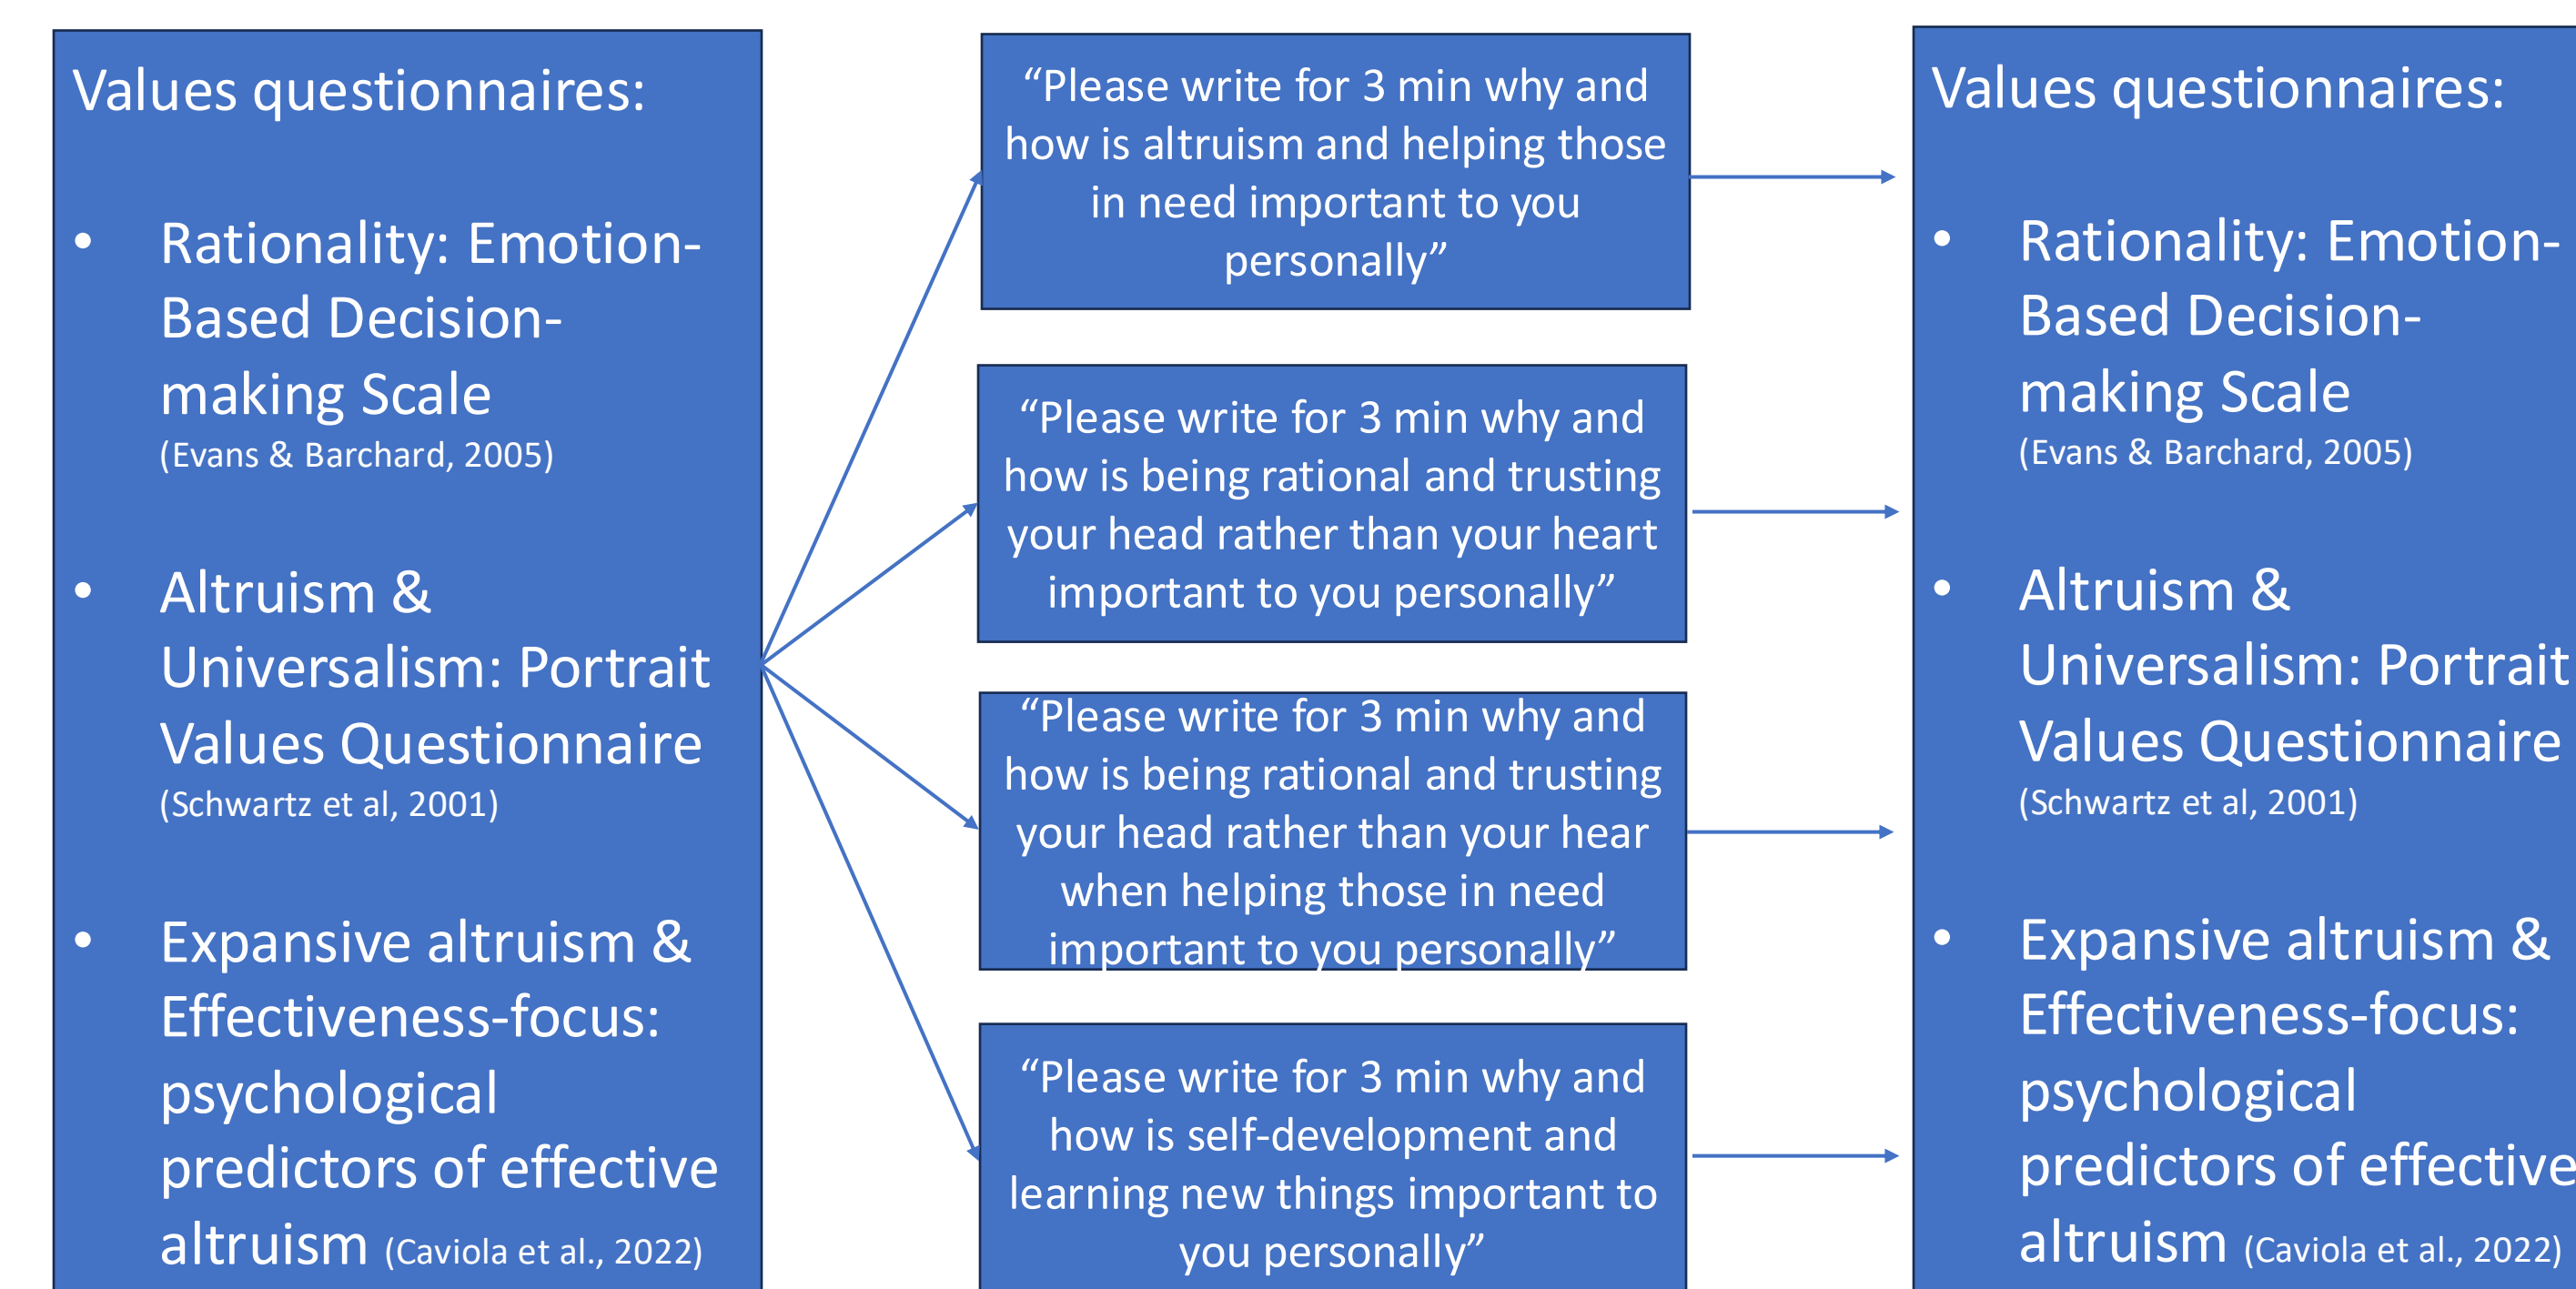 Values questionnaires:
• Rationality: Emotion-
Based Decision-
making Scale
(Evans & Barchard, 2005)
• Altruism &
Universalism: Portrait
Values Questionnaire
(Schwartz et al, 2001)
• Expansive altruism &
Effectiveness-focus:
psychological
predictors of effective
altruism (Caviola et al., 2022)
“Please write for 3 min why and
how is altruism and helping those
in need important to you
personally”
“Please write for 3 min why and
how is being rational and trusting
your head rather than your heart
important to you personally”
“Please write for 3 min why and
how is being rational and trusting
your head rather than your hear
when helping those in need
important to you personally”
“Please write for 3 min why and
how is self-development and
learning new things important to
you personally”
Values questionnaires:
• Rationality: Emotion-
Based Decision-
making Scale
(Evans & Barchard, 2005)
• Altruism &
Universalism: Portrait
Values Questionnaire
(Schwartz et al, 2001)
• Expansive altruism &
Effectiveness-focus:
psychological
predictors of effective
altruism (Caviola et al., 2022)